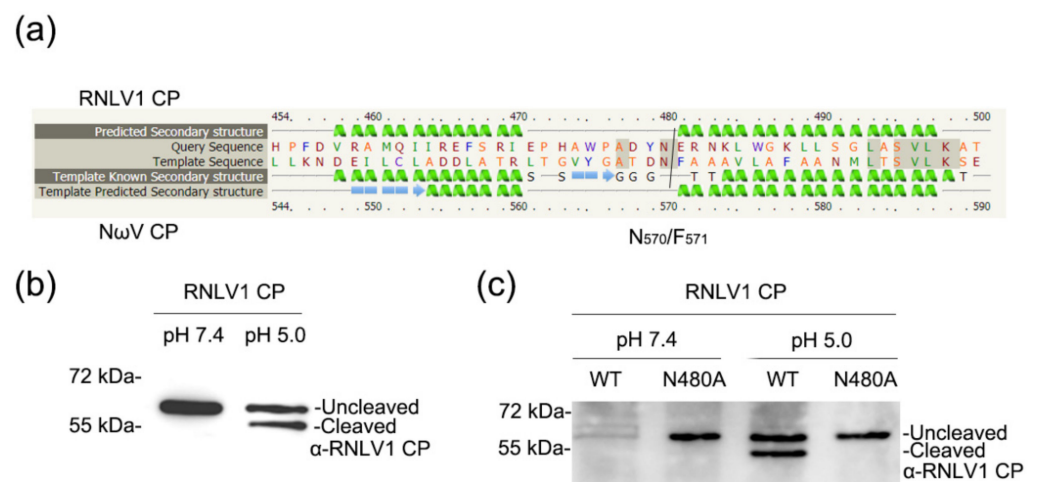 (a)
RNLV1 CP
454. . . . . . 460 . . . . . . . . . 470 . . . . . . . . . 480 . . . . . . . . . 490 . . . . . . . . . 500
Predicted Secondary structure
Query Sequence H P F D V R A M Q I I R E F S R I E P H A W P A D Y N E R N K L W G K L L S G L A S V L K A T
Template Sequence L L K N D E I L C L A D D L A T R L T G V Y G A T D N F A A A V L A F A A N M L T S V L K S E
Template Known Secondary structure S S G G G T T T
Template Predicted Secondary structure
544. . . . . . 550 . . . . . . . . . 560 . . . . . . . . . 570 . . . . . . . . . 580 . . . . . . . . . 590
NωV CP
N570/F571
(b)
RNLV1 CP
pH 7.4 pH 5.0
72 kDa-
-Uncleaved
55 kDa-
-Cleaved
α-RNLV1 CP
(c)
RNLV1 CP
pH 7.4 pH 5.0
WT N480A WT N480A
72 kDa-
-Uncleaved
55 kDa-
-Cleaved
α-RNLV1 CP